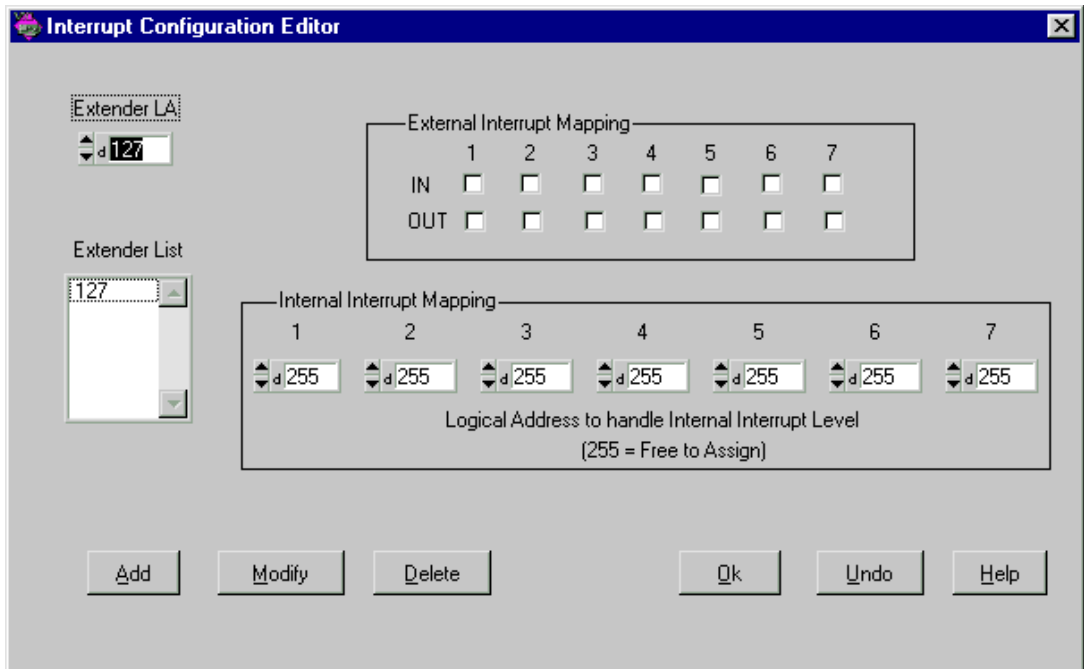 Interrupt Configuration Editor
Extender LA
d 127
External Interrupt Mapping
1 2 3 4 5 6 7
IN
OUT
Extender List
127
Internal Interrupt Mapping
1 2 3 4 5 6 7
d 255 d 255 d 255 d 255 d 255 d 255 d 255
Logical Address to handle Internal Interrupt Level
(255 = Free to Assign)
Add Modify Delete Ok Undo Help